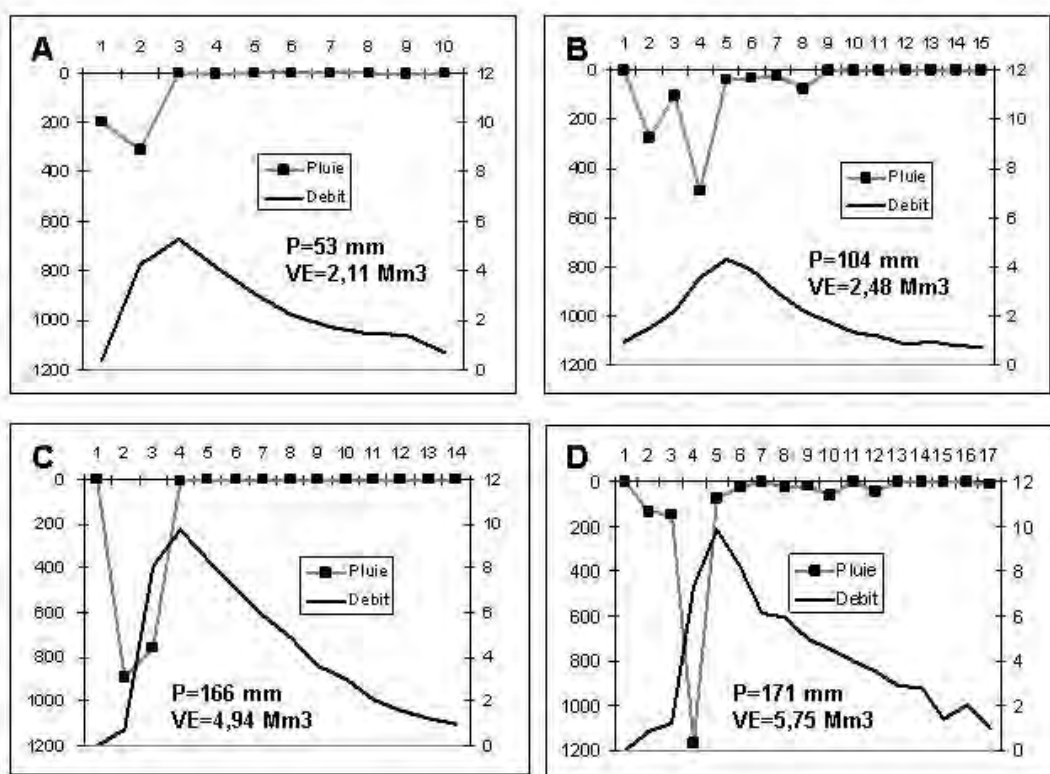 A
1 2 3 4 5 6 7 8 9 10
0 12
200 10
400 8
600 6
800 4
1000 2
1200 0
Pluie
Debit
P=53 mm
VE=2,11 Mm3
B
1 2 3 4 5 6 7 8 9 10 11 12 13 14 15
0 12
200 10
400 8
600 6
800 4
1000 2
1200 0
Pluie
Debit
P=104 mm
VE=2,48 Mm3
C
1 2 3 4 5 6 7 8 9 10 11 12 13 14
0 12
200 10
400 8
600 6
800 4
1000 2
1200 0
Pluie
Debit
P=166 mm
VE=4,94 Mm3
D
1 2 3 4 5 6 7 8 9 10 11 12 13 14 15 16 17
0 12
200 10
400 8
600 6
800 4
1000 2
1200 0
Pluie
Debit
P=171 mm
VE=5,75 Mm3